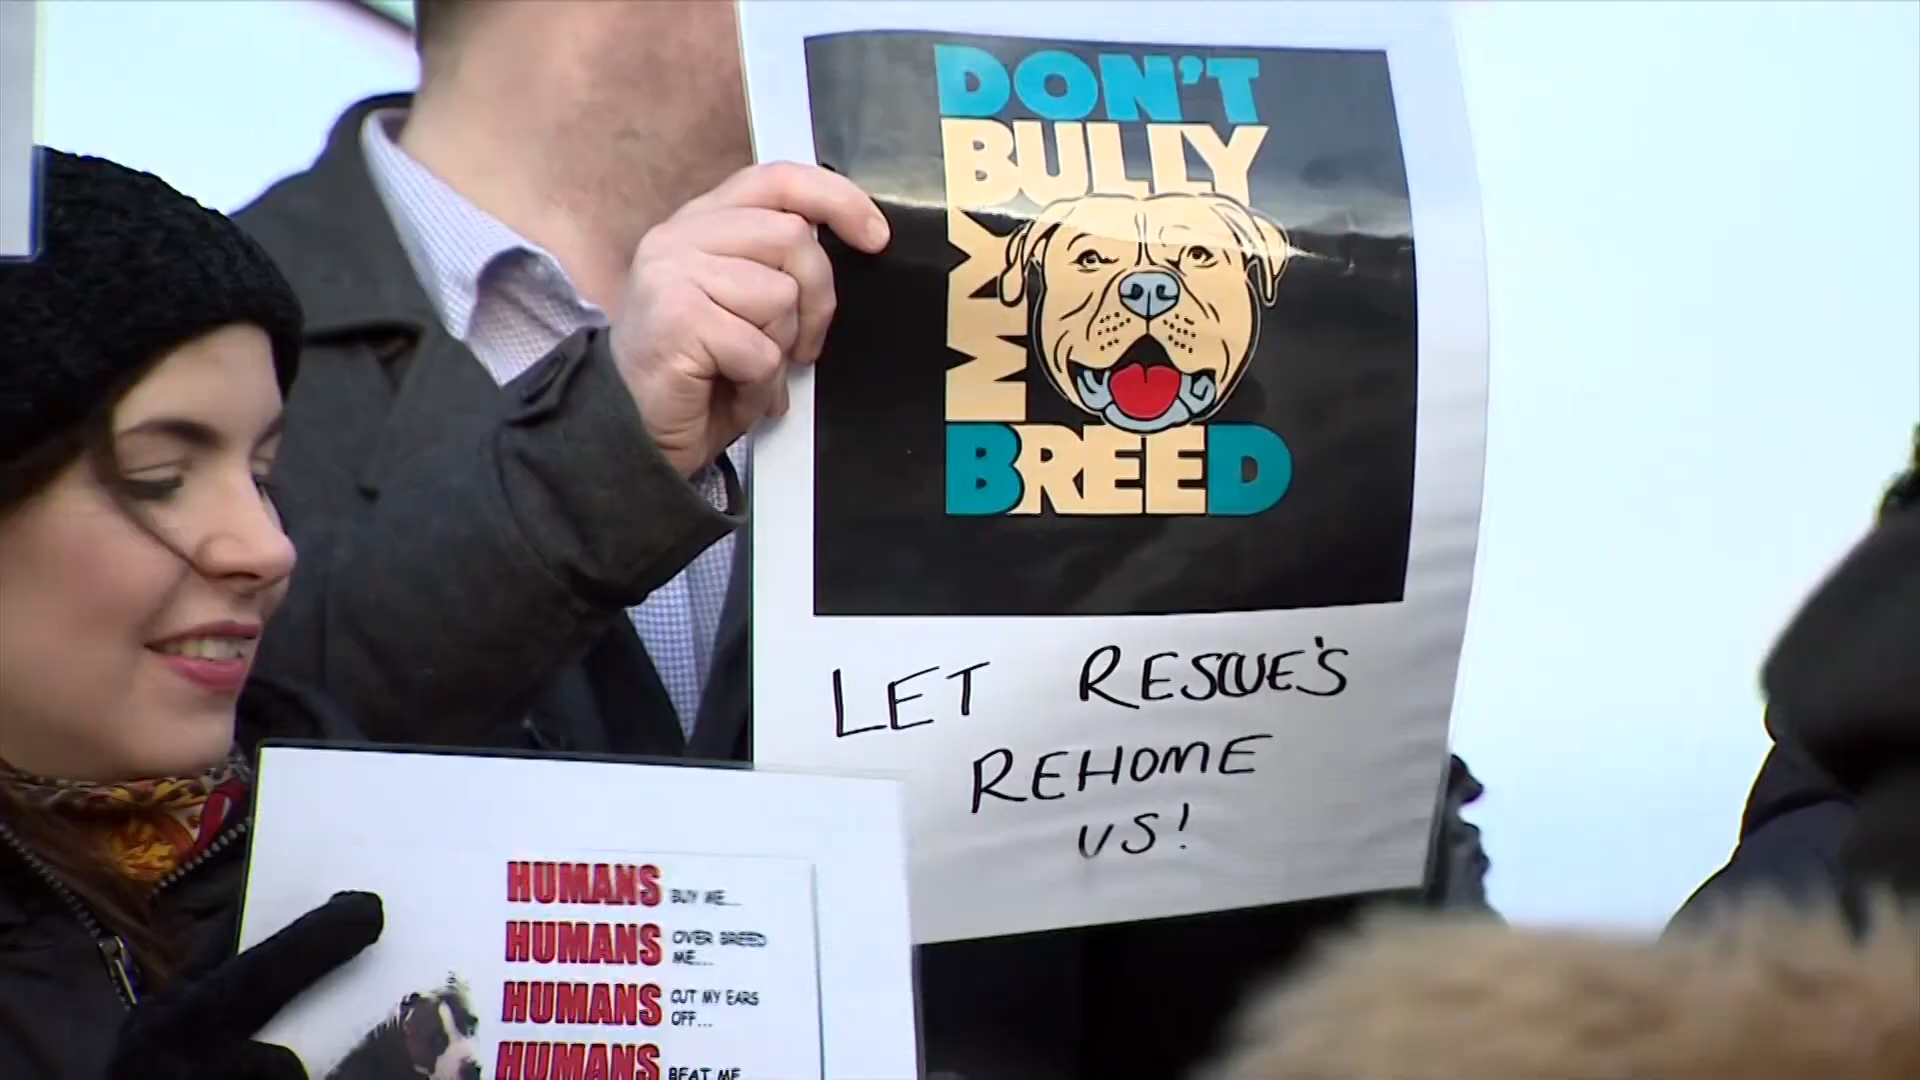 DON'T
BULLY
MY
BREED
LET RESCUE'S
REHOME
US!
HUMANS BUY ME...
HUMANS OVER BREED
ME...
HUMANS CUT MY EARS
OFF...
HUMANS BEAT ME